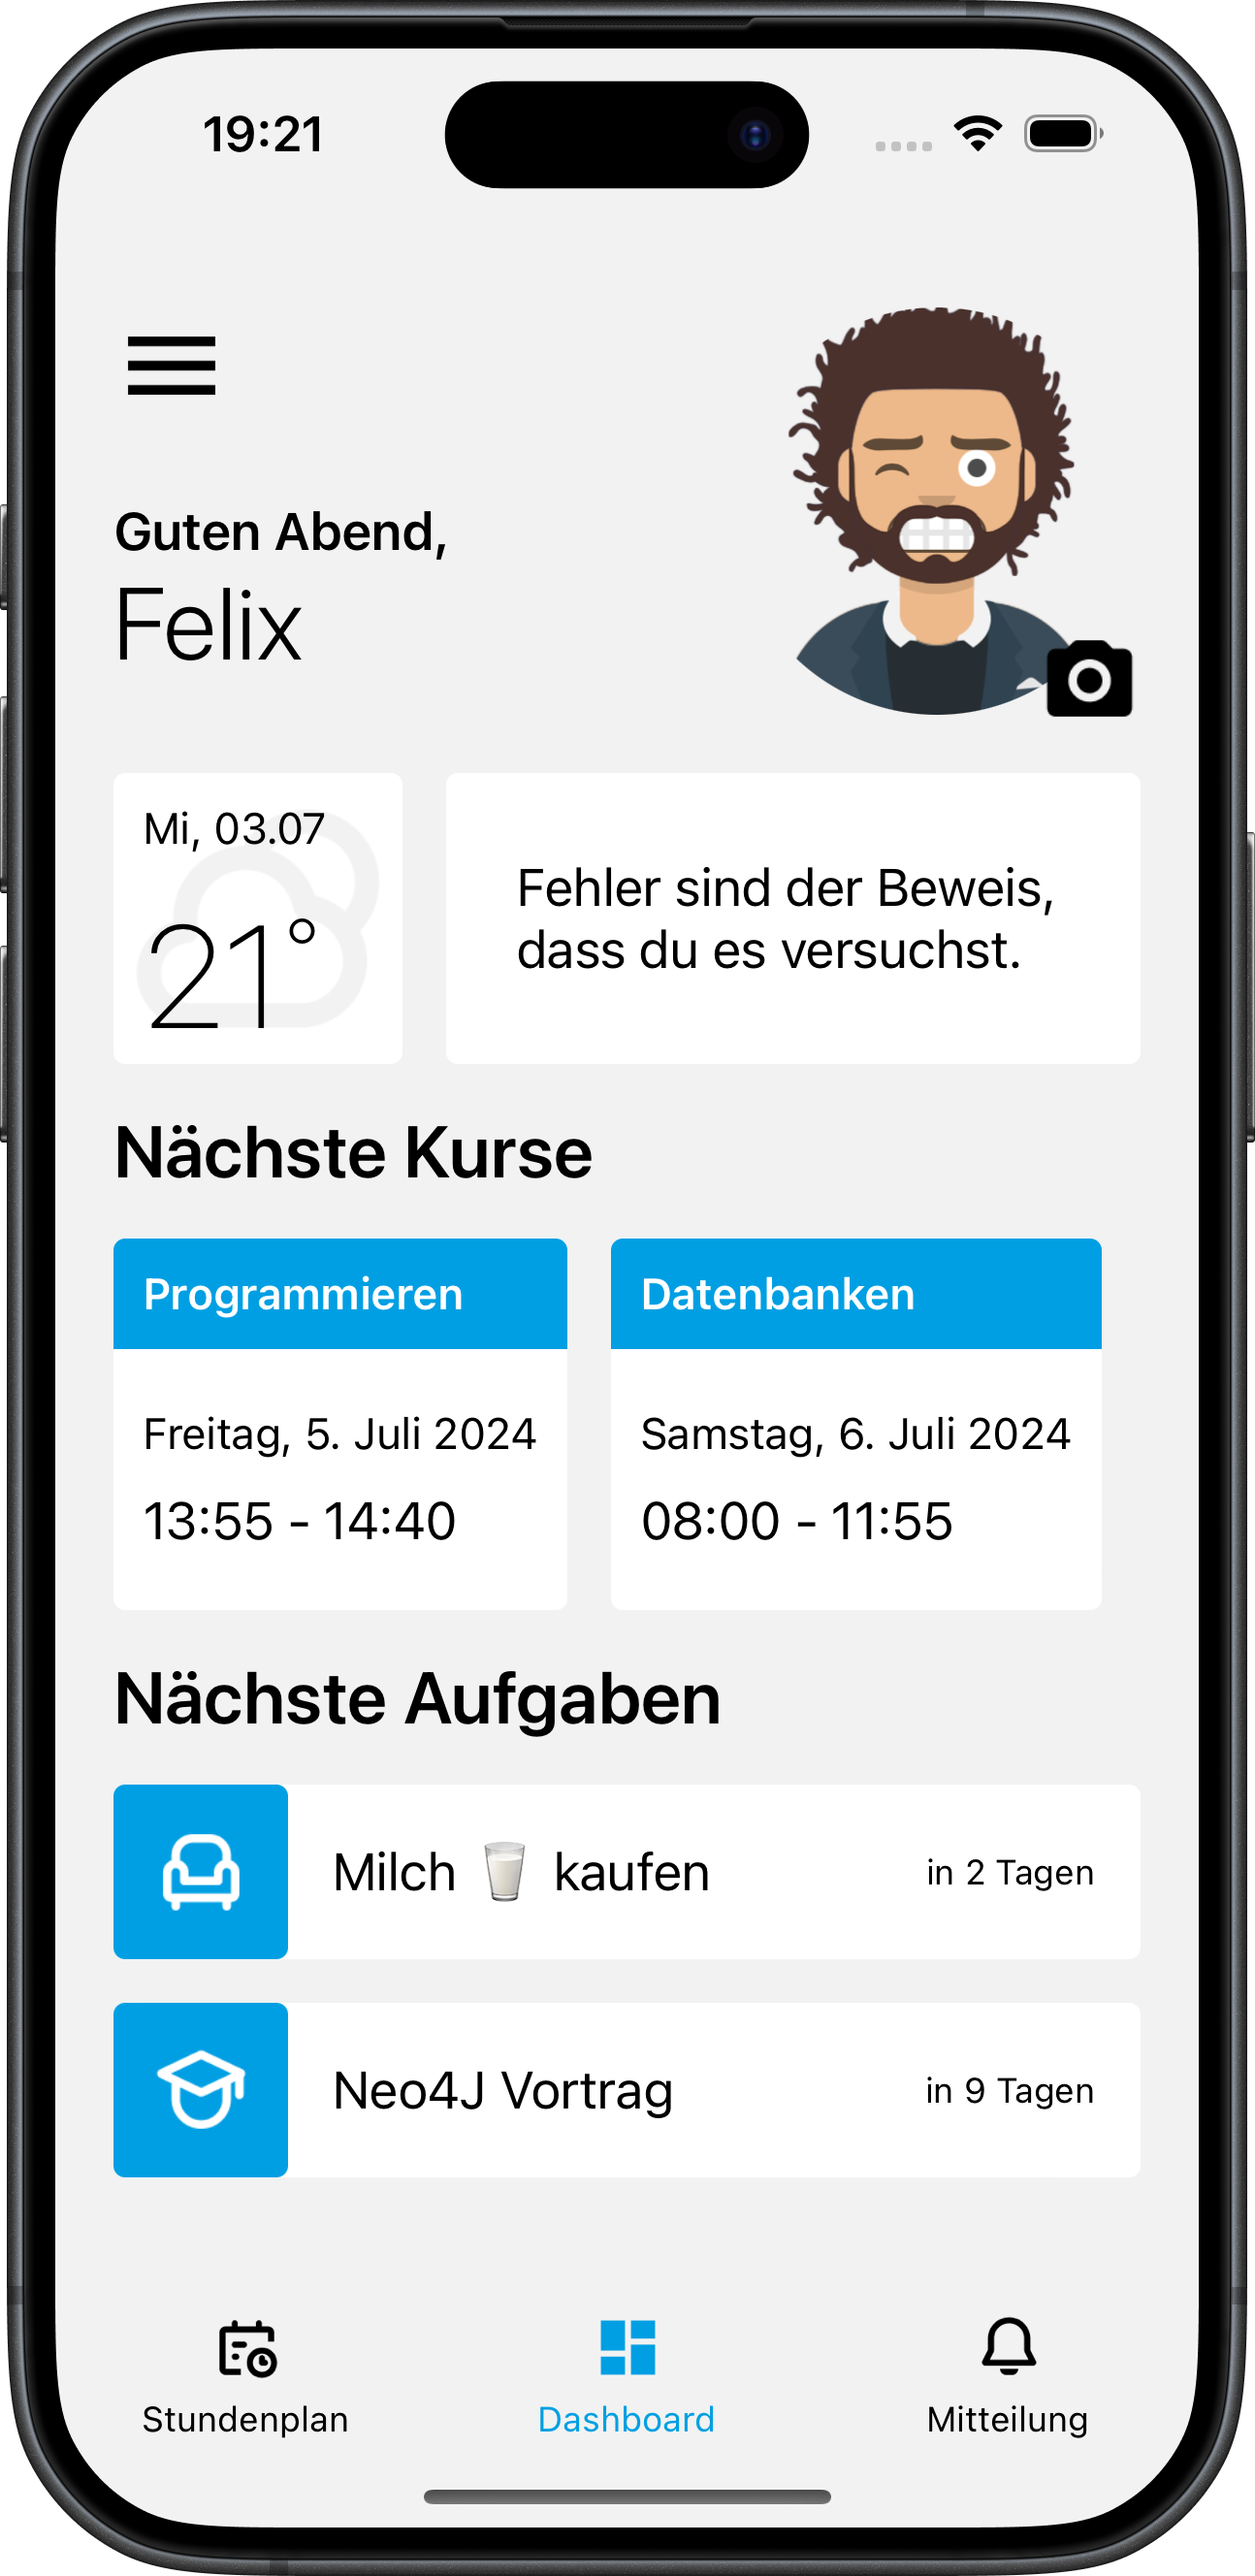 19:21
Guten Abend,
Felix
Mi, 03.07
21°
Fehler sind der Beweis,
dass du es versuchst.
Nächste Kurse
Programmieren
Freitag, 5. Juli 2024
13:55 - 14:40
Datenbanken
Samstag, 6. Juli 2024
08:00 - 11:55
Nächste Aufgaben
Milch 🥛 kaufen
in 2 Tagen
Neo4J Vortrag
in 9 Tagen
Stundenplan
Dashboard
Mitteilung